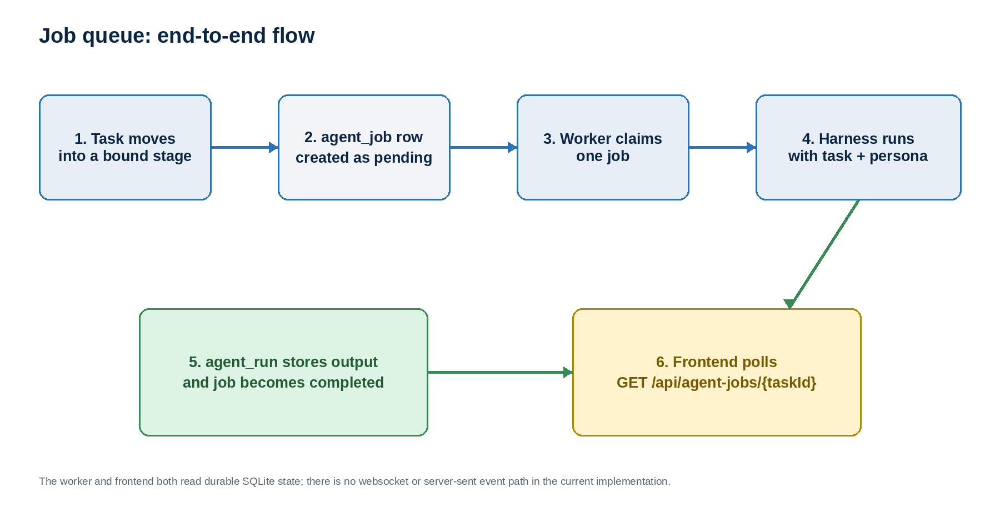 Job queue: end-to-end flow
1. Task moves
into a bound stage
2. agent_job row
created as pending
3. Worker claims
one job
4. Harness runs
with task + persona
5. agent_run stores output
and job becomes completed
6. Frontend polls
GET /api/agent-jobs/{taskId}
The worker and frontend both read durable SQLite state; there is no websocket or server-sent event path in the current implementation.